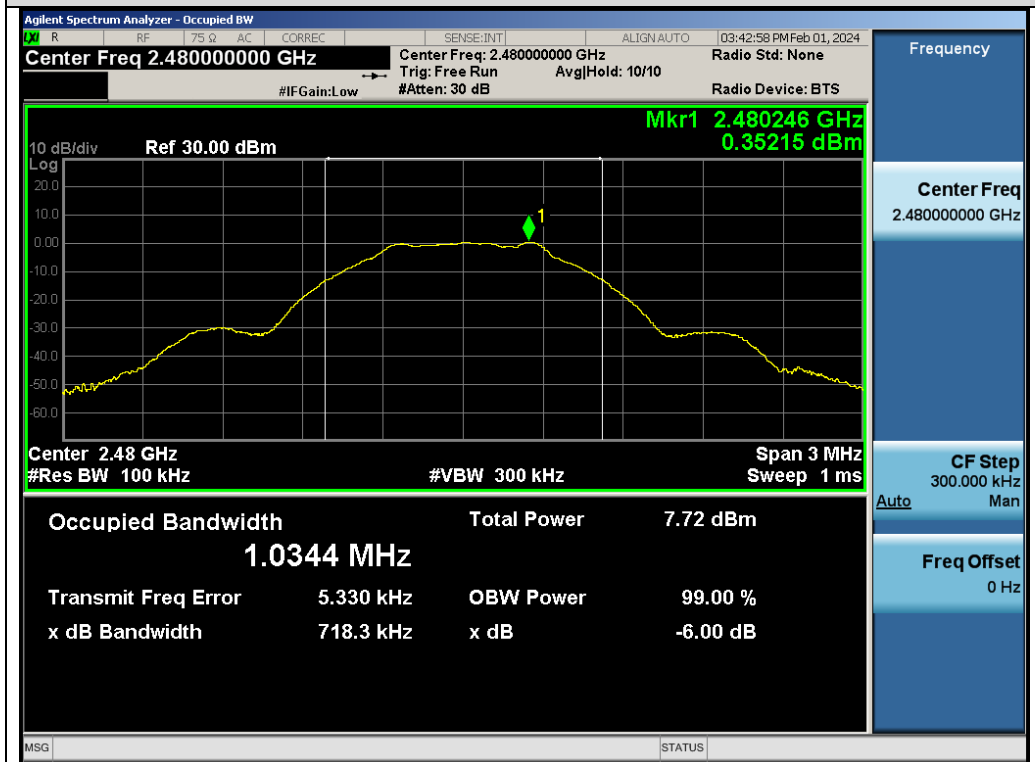 Agilent Spectrum Analyzer - Occupied BW
LXI R RF 75 Ω AC CORREC SENSE:INT ALIGN AUTO 03:42:58 PM Feb 01, 2024
Center Freq 2.480000000 GHz
Center Freq: 2.480000000 GHz Radio Std: None
Trig: Free Run Avg|Hold: 10/10
#IFGain:Low #Atten: 30 dB Radio Device: BTS
Frequency
Mkr1 2.480246 GHz
0.35215 dBm
10 dB/div Ref 30.00 dBm
Log
20.0
10.0
0.00
-10.0
-20.0
-30.0
-40.0
-50.0
-60.0
1
Center 2.48 GHz Span 3 MHz
#Res BW 100 kHz #VBW 300 kHz Sweep 1 ms
Center Freq
2.480000000 GHz
CF Step
300.000 kHz
Auto Man
Freq Offset
0 Hz
Occupied Bandwidth Total Power 7.72 dBm
1.0344 MHz
Transmit Freq Error 5.330 kHz OBW Power 99.00 %
x dB Bandwidth 718.3 kHz x dB -6.00 dB
MSG STATUS